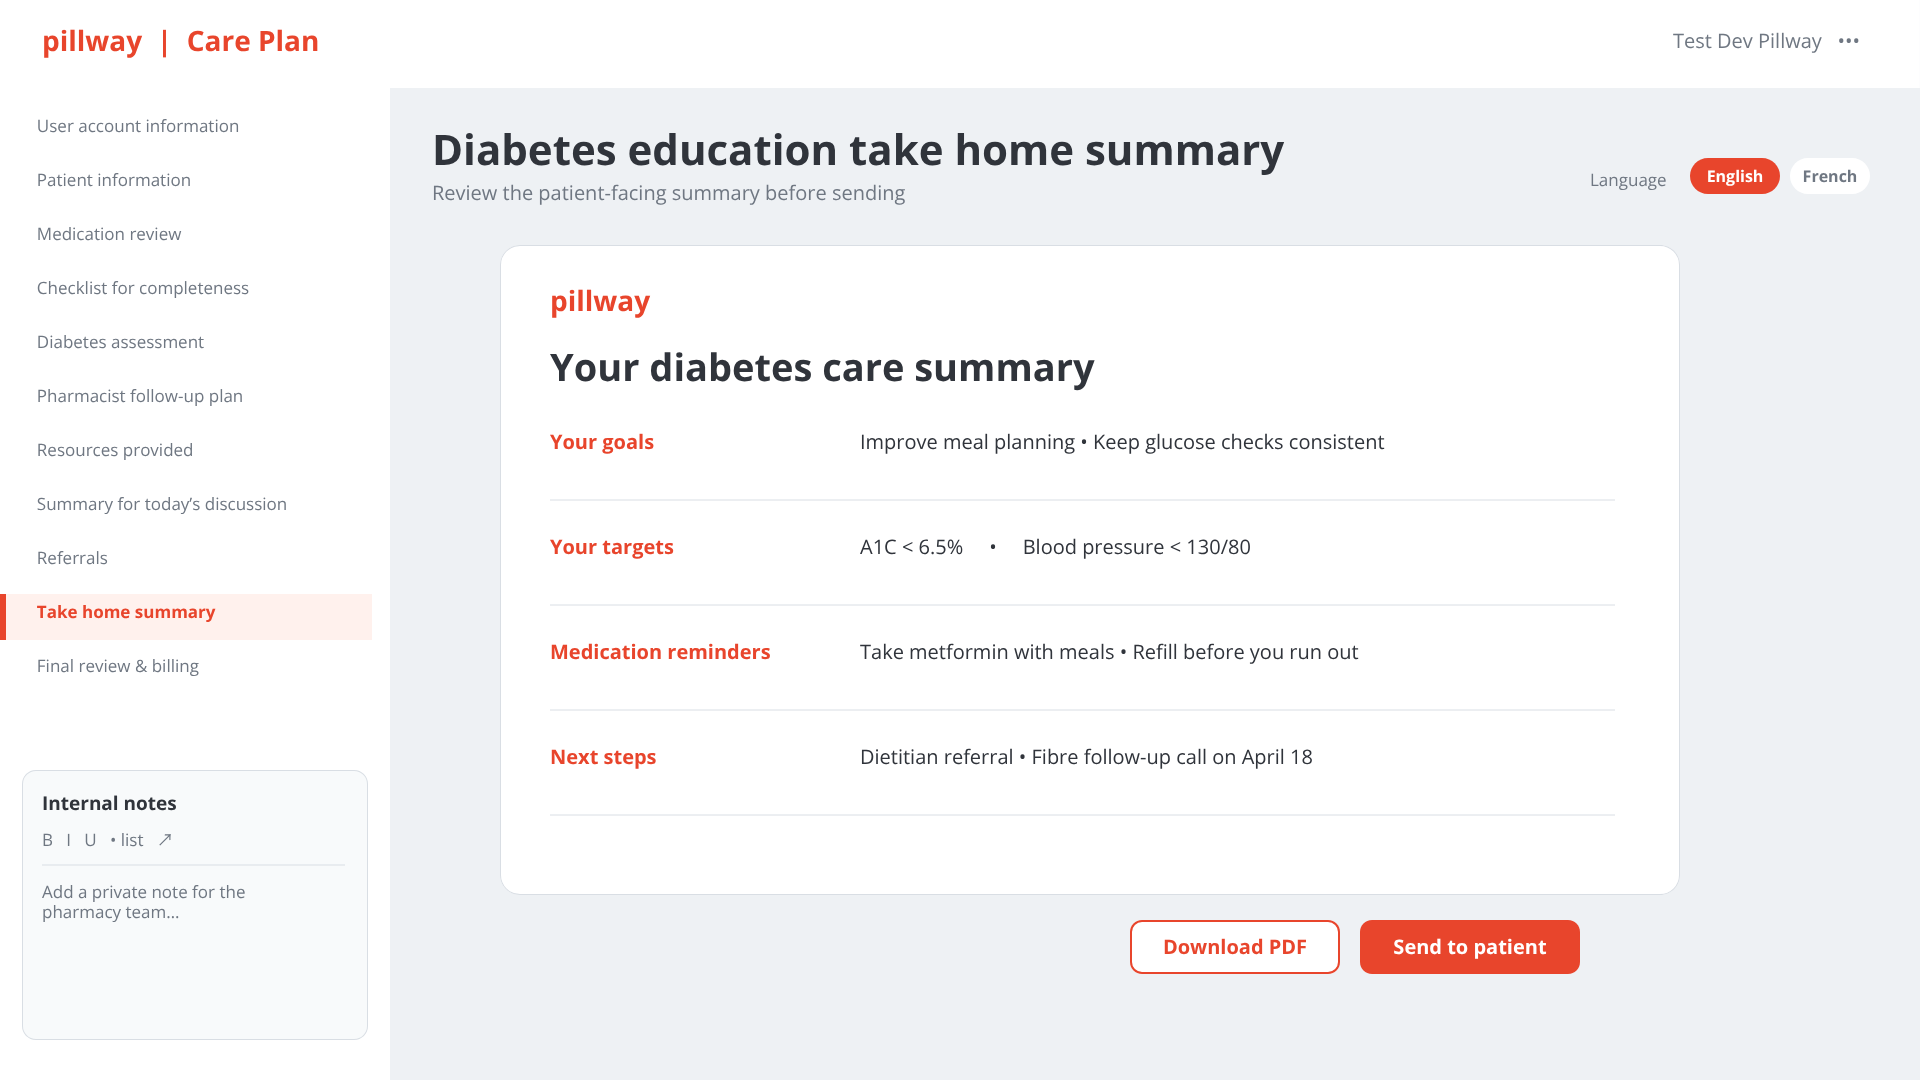 pillway | Care Plan
Test Dev Pillway •••
User account information
Patient information
Medication review
Checklist for completeness
Diabetes assessment
Pharmacist follow-up plan
Resources provided
Summary for today’s discussion
Referrals
Take home summary
Final review & billing
Internal notes
B I U • list ↗
Add a private note for the
pharmacy team...
Diabetes education take home summary
Review the patient-facing summary before sending
Language English French
pillway
Your diabetes care summary
Your goals Improve meal planning • Keep glucose checks consistent
Your targets A1C < 6.5% • Blood pressure < 130/80
Medication reminders Take metformin with meals • Refill before you run out
Next steps Dietitian referral • Fibre follow-up call on April 18
Download PDF Send to patient